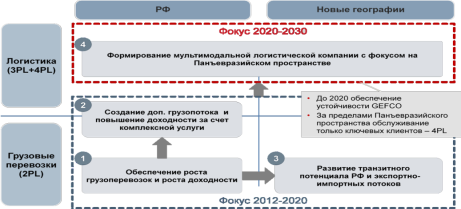 РФ
Новые географии
Фокус 2020-2030
Логистика
(3PL+4PL)
4
Формирование мультимодальной логистической компании с фокусом на
Панъевразийском пространстве
До 2020 обеспечение
устойчивости GEFCO
За пределами Панъевразийского
пространства обслуживание
только ключевых клиентов – 4PL
2
Создание доп. грузопотока и
повышение доходности за счет
комплексной услуги
Грузовые
перевозки
(2PL)
1
Обеспечение роста
грузоперевозок и роста доходности
3
Развитие транзитного
потенциала РФ и экспортно-
импортных потоков
Фокус 2012-2020